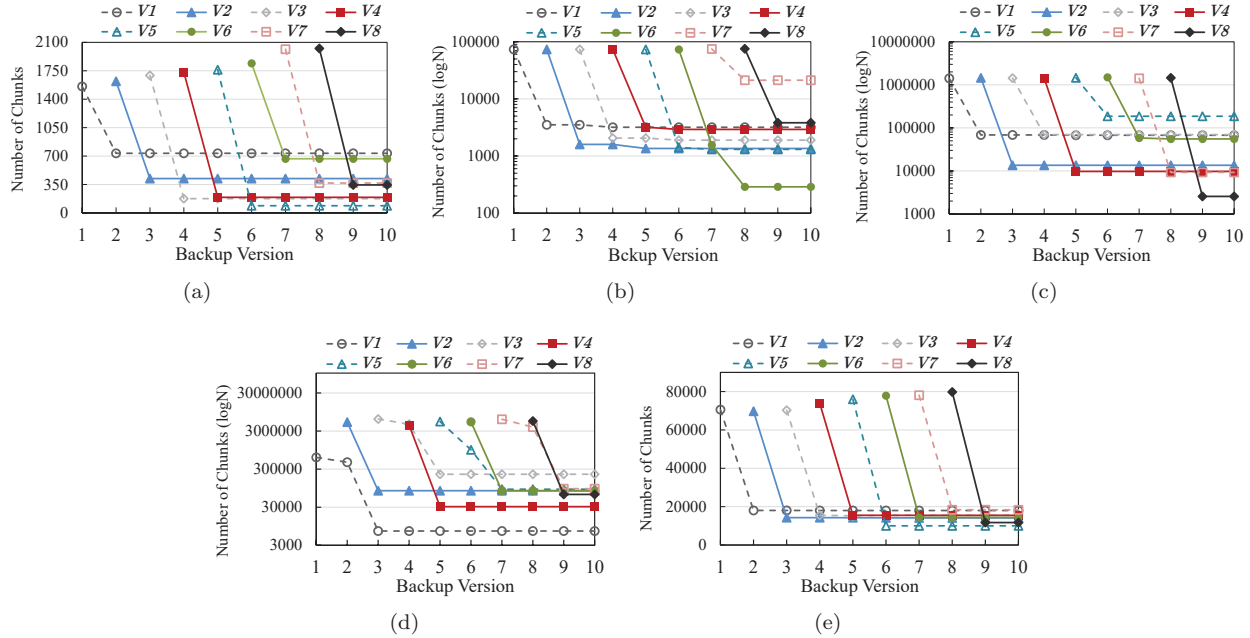 V1 V2 V3 V4
V5 V6 V7 V8
Number of Chunks
2100
1750
1400
1050
700
350
0
1 2 3 4 5 6 7 8 9 10
Backup Version
(a)
V1 V2 V3 V4
V5 V6 V7 V8
Number of Chunks (logN)
100000
10000
1000
100
1 2 3 4 5 6 7 8 9 10
Bckup Version
(b)
V1 V2 V3 V4
V5 V6 V7 V8
Number of Chunks (logN)
10000000
1000000
100000
10000
1000
1 2 3 4 5 6 7 8 9 10
Backup Version
(c)
V1 V2 V3 V4
V5 V6 V7 V8
Number of Chunks (logN)
30000000
3000000
300000
30000
3000
1 2 3 4 5 6 7 8 9 10
Backup Version
(d)
V1 V2 V3 V4
V5 V6 V7 V8
Number of Chunks
80000
60000
40000
20000
0
1 2 3 4 5 6 7 8 9 10
Backup Version
(e)